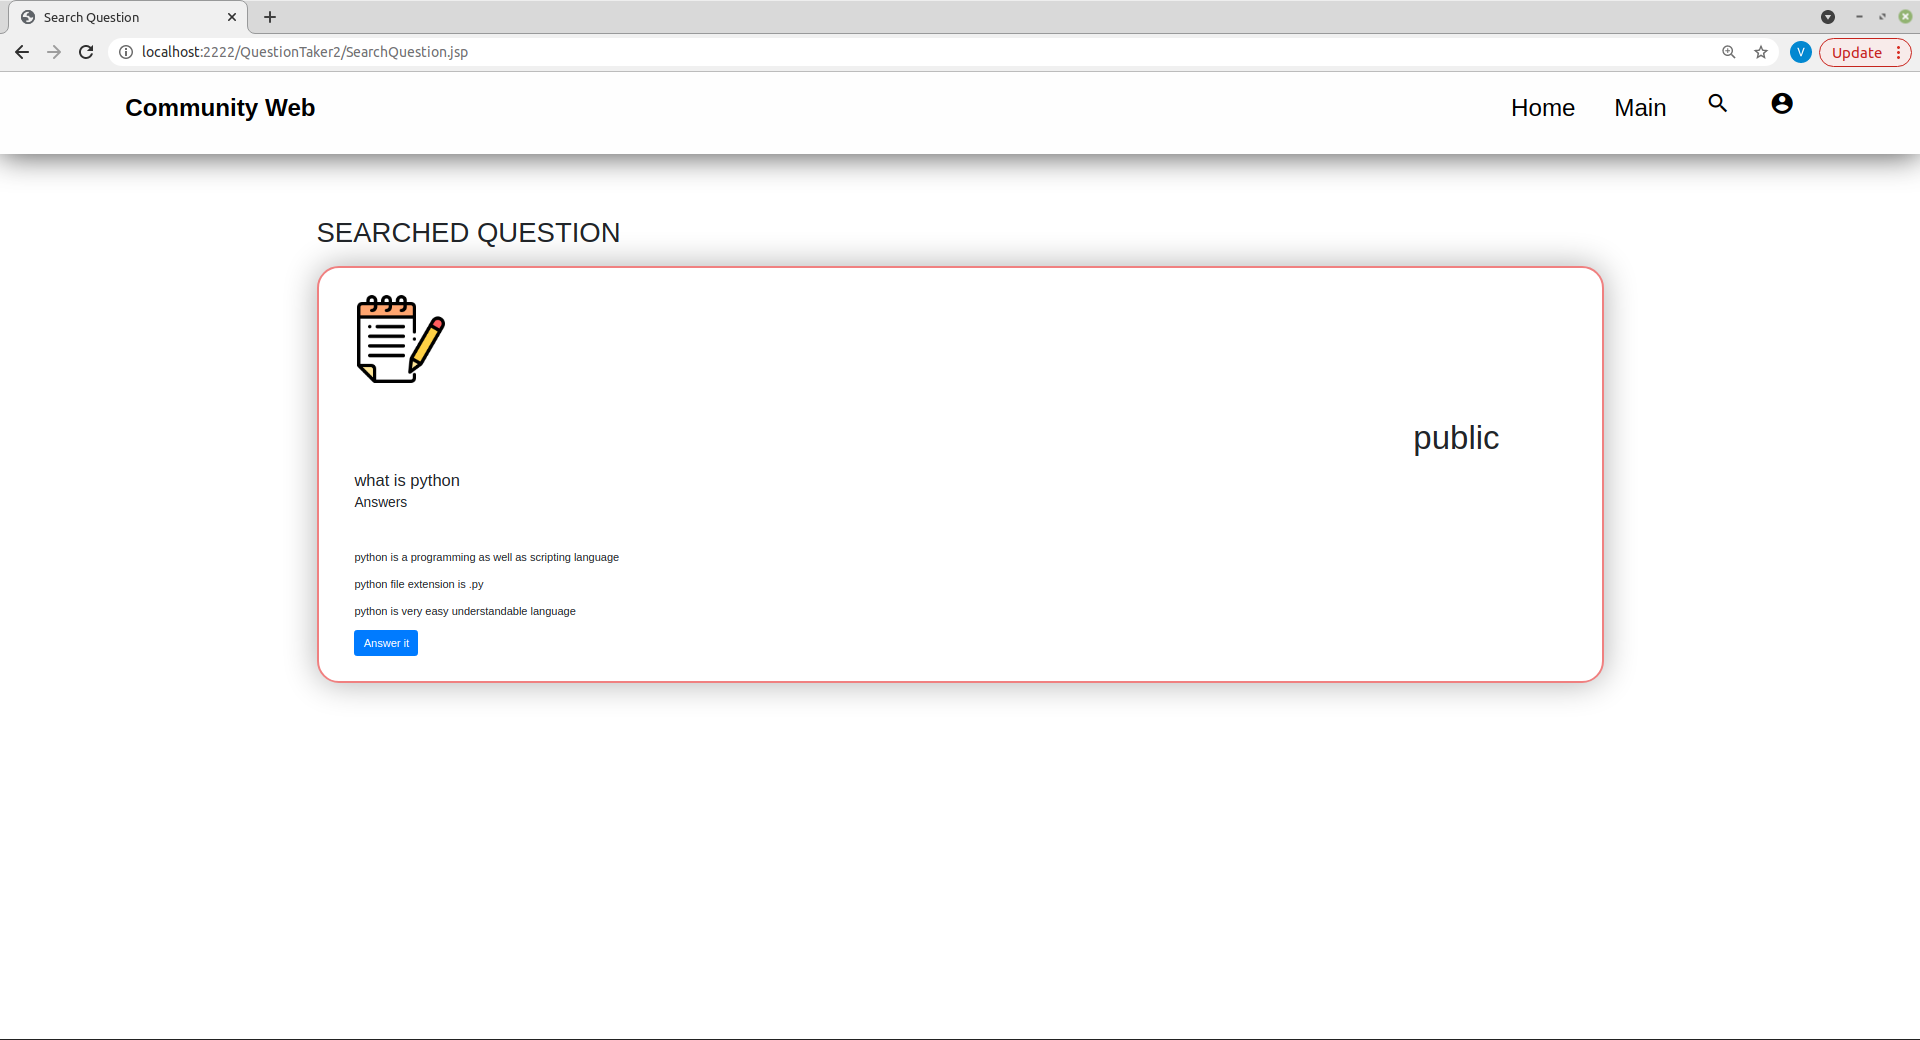 Search Question
localhost:2222/QuestionTaker2/SearchQuestion.jsp
V
Update
Community Web
Home
Main
SEARCHED QUESTION
public
what is python
Answers
python is a programming as well as scripting language
python file extension is .py
python is very easy understandable language
Answer it